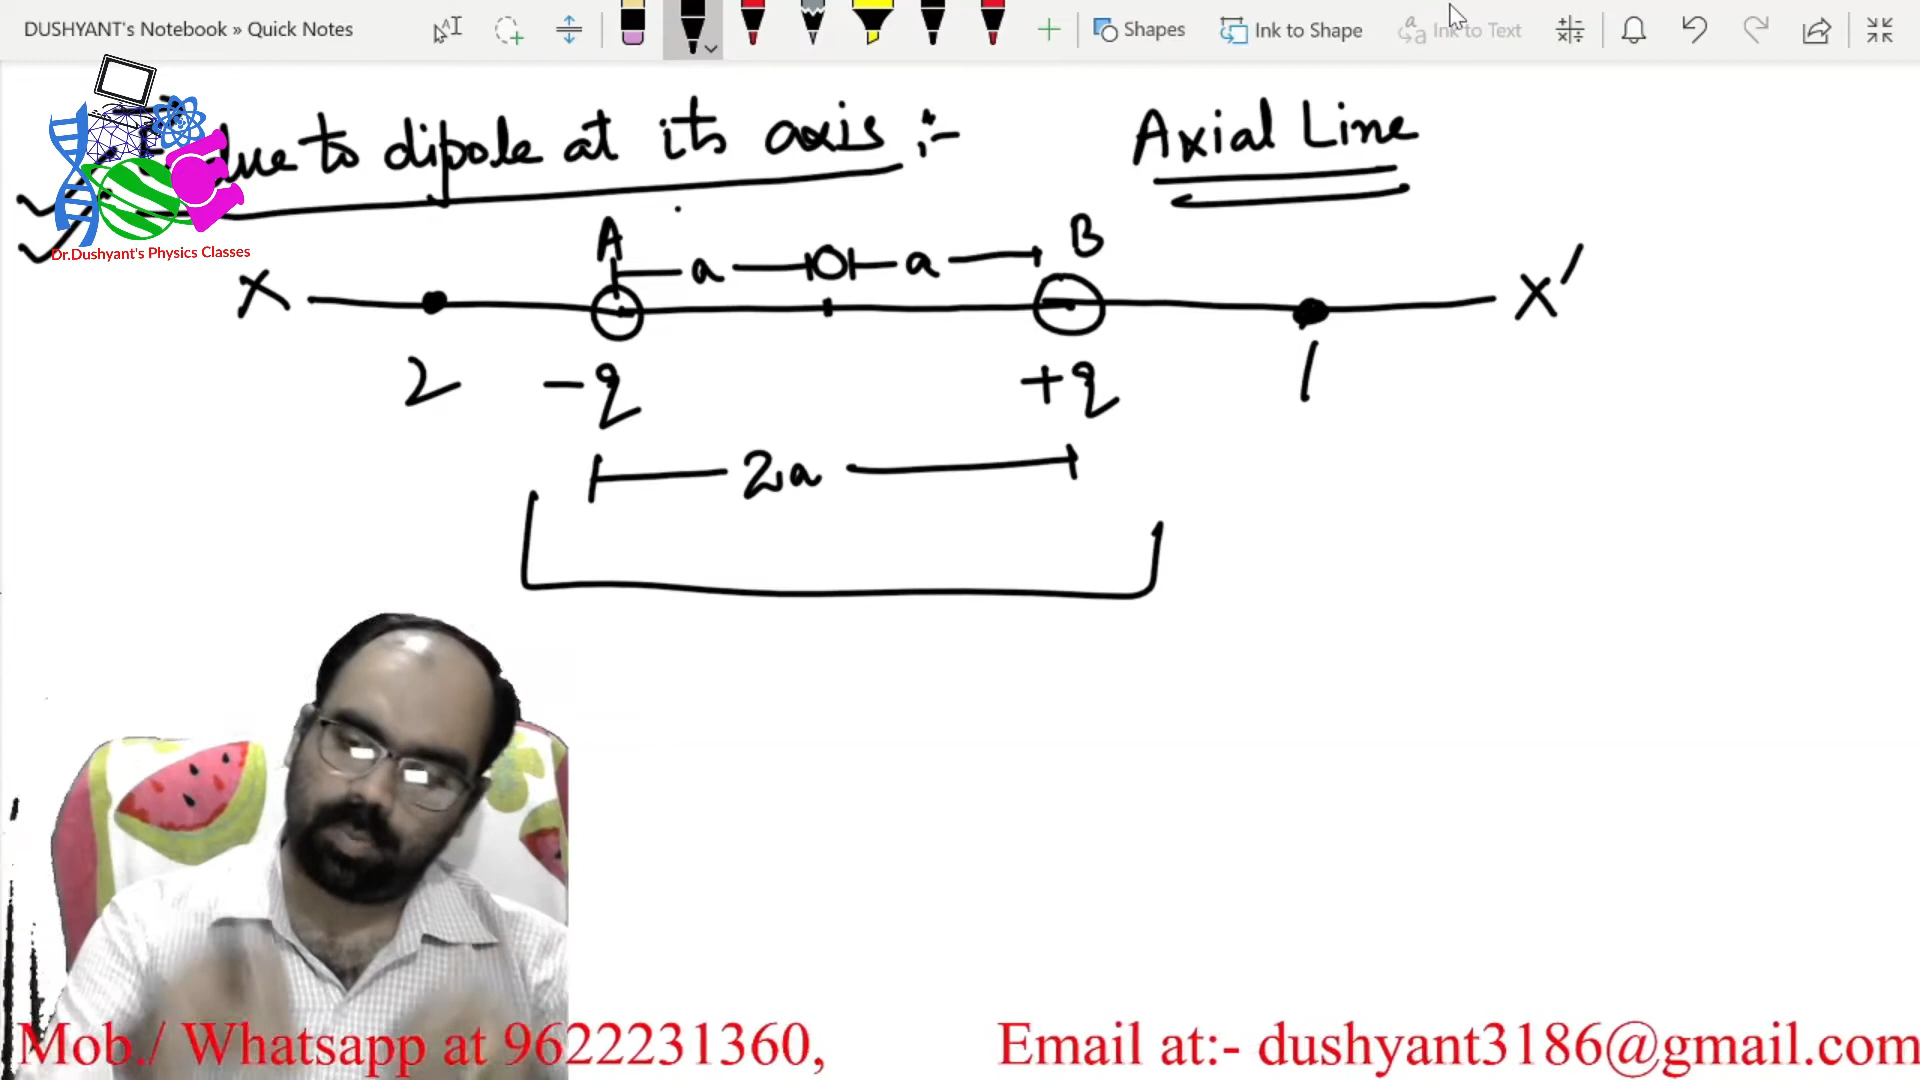 DUSHYANT's Notebook » Quick Notes
Shapes
Ink to Shape
Ink to Text
due to dipole at its axis :-
Axial Line
Dr.Dushyant's Physics Classes
A B
a O a
X X'
2 -q +q 1
2a
Mob./ Whatsapp at 9622231360, Email at:- dushyant3186@gmail.com